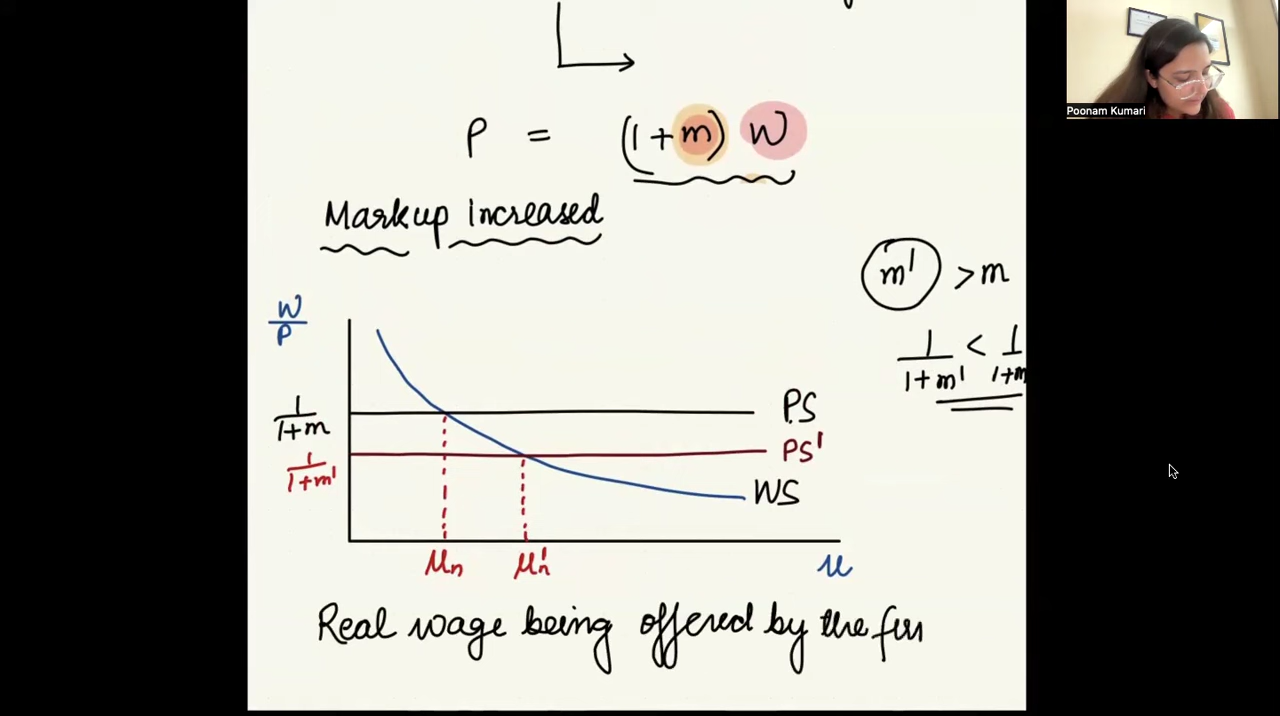 Poonam Kumari
P = (1+m) W
Markup increased
m' > m
1/1+m' < 1/1+m
W/P
1/1+m
PS
1/1+m'
PS'
WS
un
un'
u
Real wage being offered by the